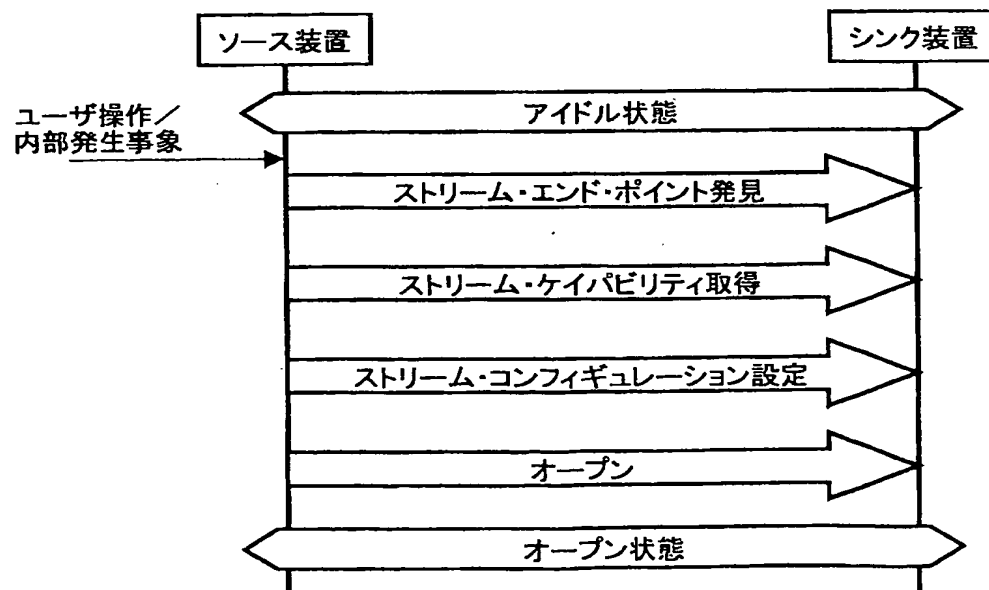 ソース装置
シンク装置
アイドル状態
ユーザ操作／
内部発生事象
ストリーム・エンド・ポイント発見
ストリーム・ケイパビリティ取得
ストリーム・コンフィギュレーション設定
オープン
オープン状態